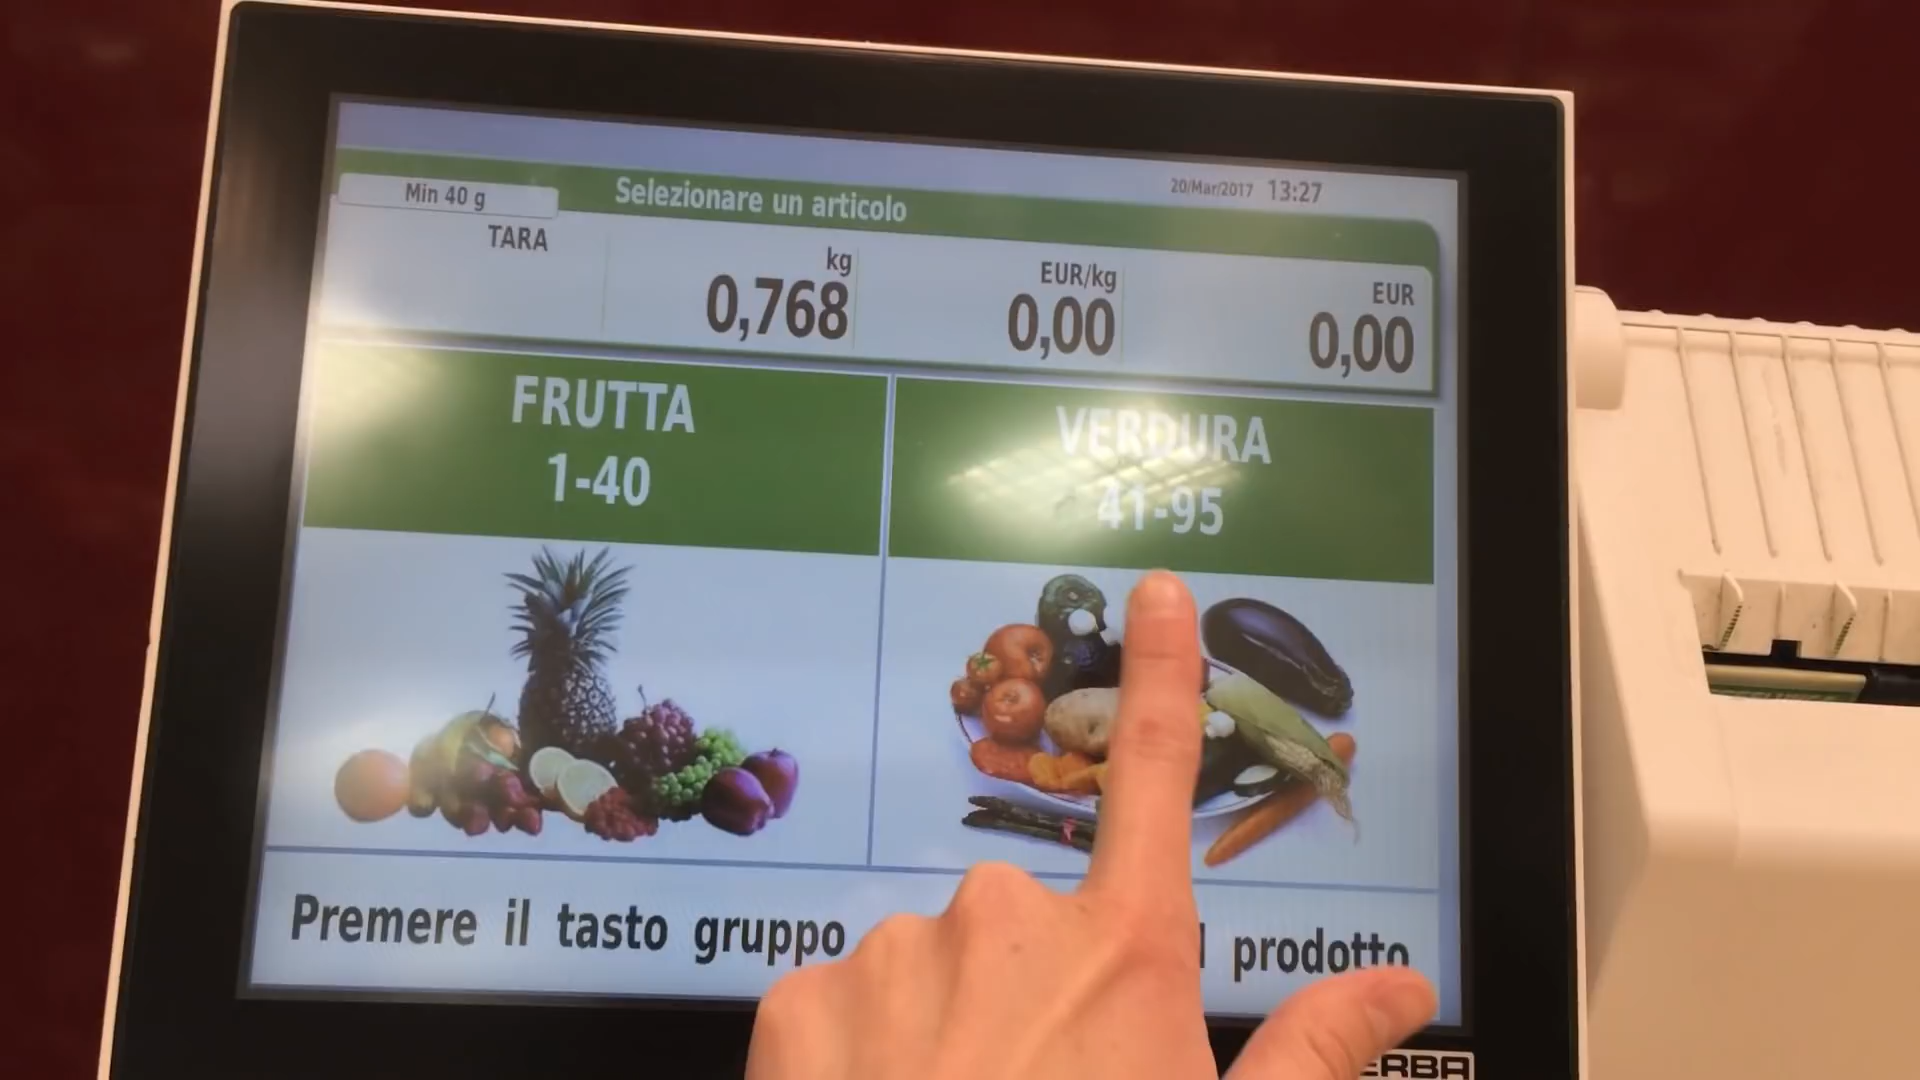 20/Mar/2017 13:27
Min 40 g
Selezionare un articolo
TARA
kg
0,768
EUR/kg
0,00
EUR
0,00
FRUTTA
1-40
VERDURA
41-95
Premere il tasto gruppo
prodotto